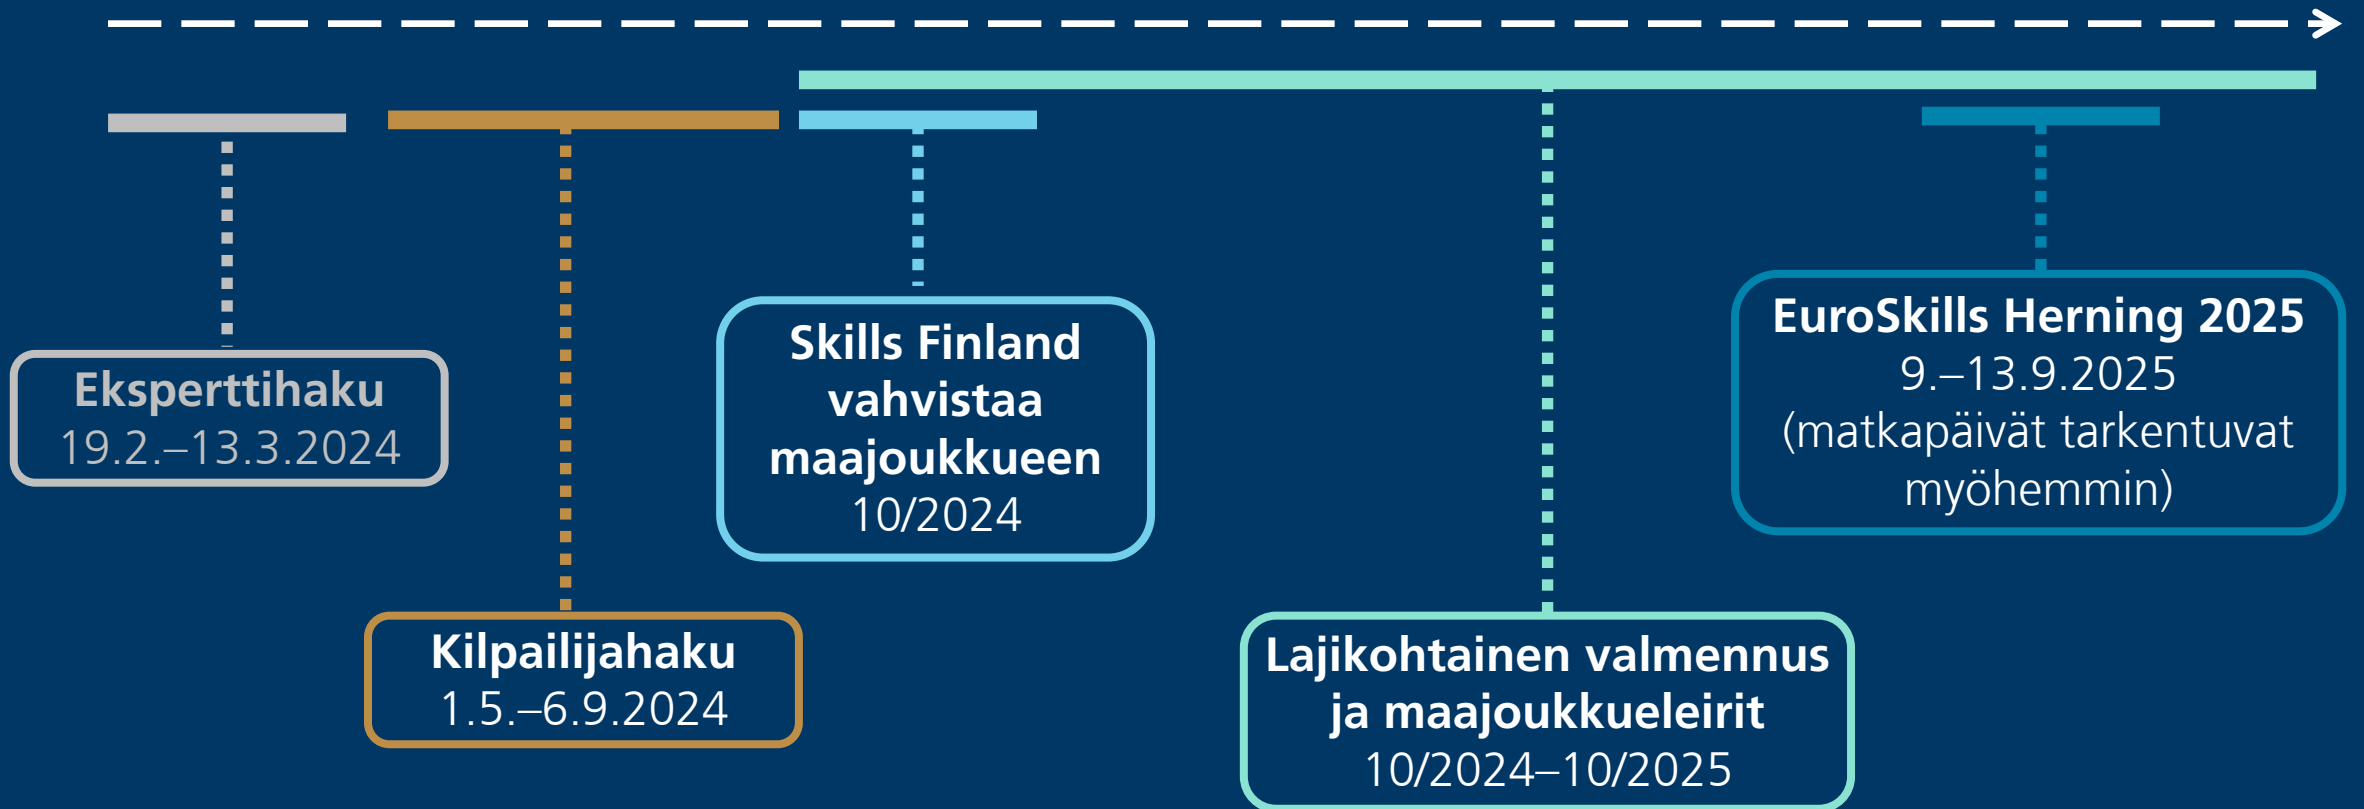 Eksperttihaku
19.2.–13.3.2024
Kilpailijahaku
1.5.–6.9.2024
Skills Finland
vahvistaa
maajoukkueen
10/2024
Lajikohtainen valmennus
ja maajoukkueleirit
10/2024–10/2025
EuroSkills Herning 2025
9.–13.9.2025
(matkapäivät tarkentuvat
myöhemmin)